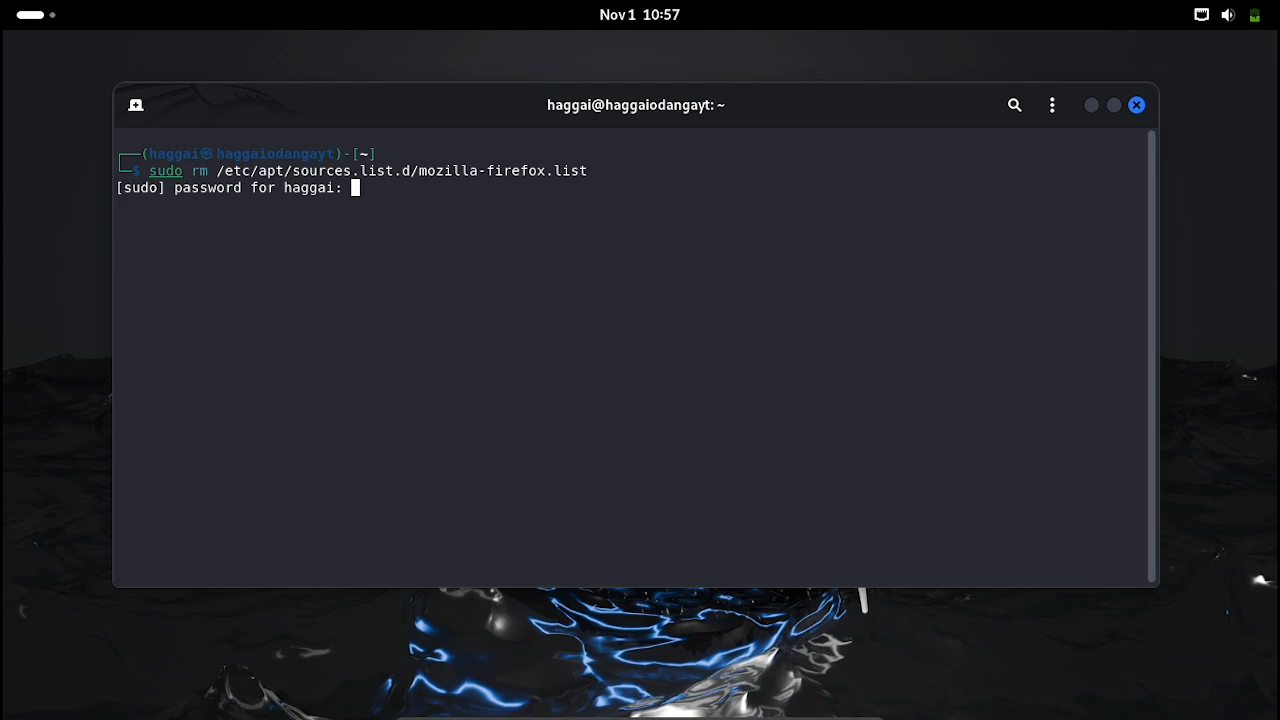 Nov 1 10:57
haggai@haggaiodangayt: ~
┌──(haggai㉿haggaiodangayt)-[~]
└─$ sudo rm /etc/apt/sources.list.d/mozilla-firefox.list
[sudo] password for haggai: